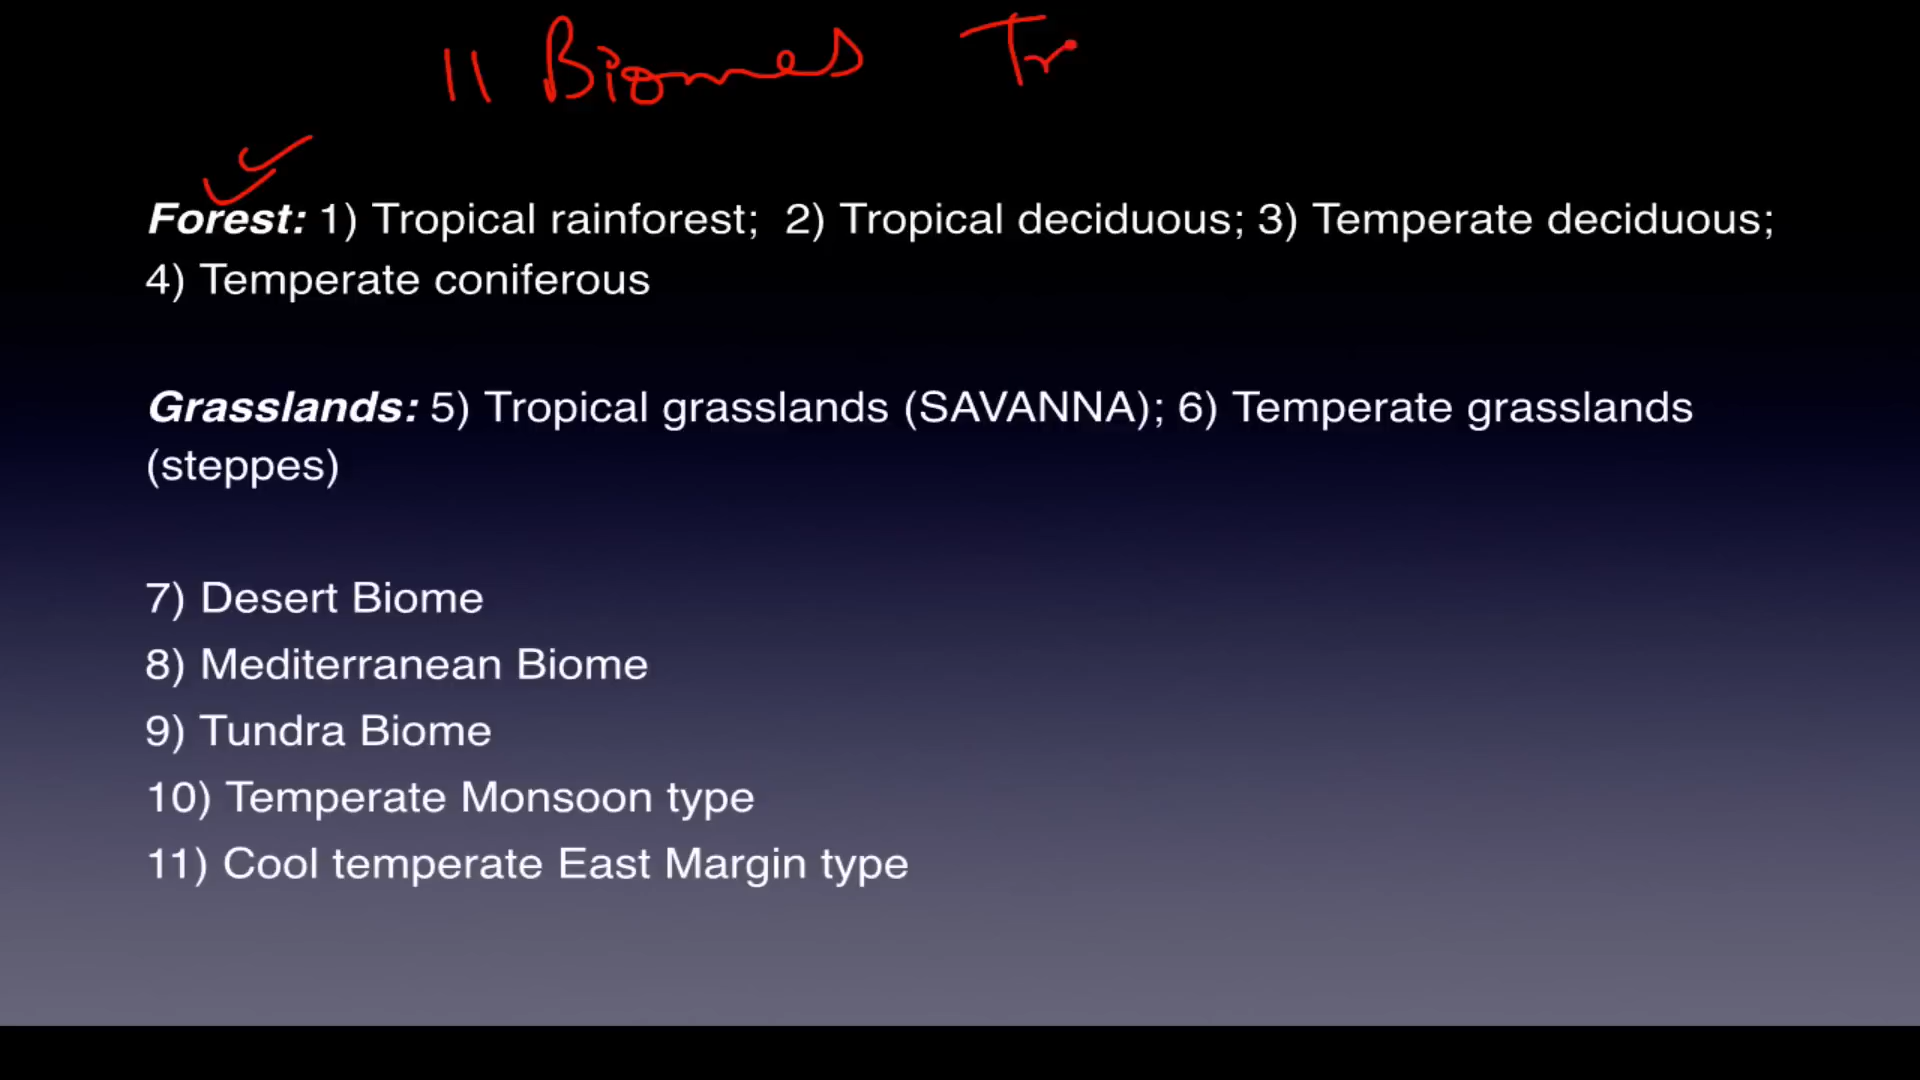 11 Biomes Tr
Forest: 1) Tropical rainforest; 2) Tropical deciduous; 3) Temperate deciduous;
4) Temperate coniferous
Grasslands: 5) Tropical grasslands (SAVANNA); 6) Temperate grasslands
(steppes)
7) Desert Biome
8) Mediterranean Biome
9) Tundra Biome
10) Temperate Monsoon type
11) Cool temperate East Margin type